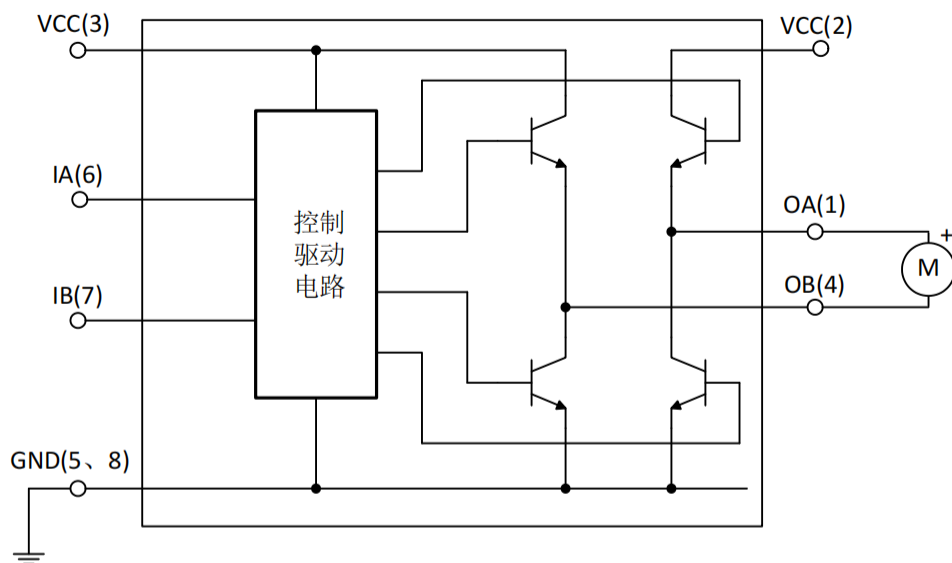 VCC(3)
VCC(2)
IA(6)
控制
驱动
电路
OA(1)
+
M
IB(7)
OB(4)
GND(5、8)